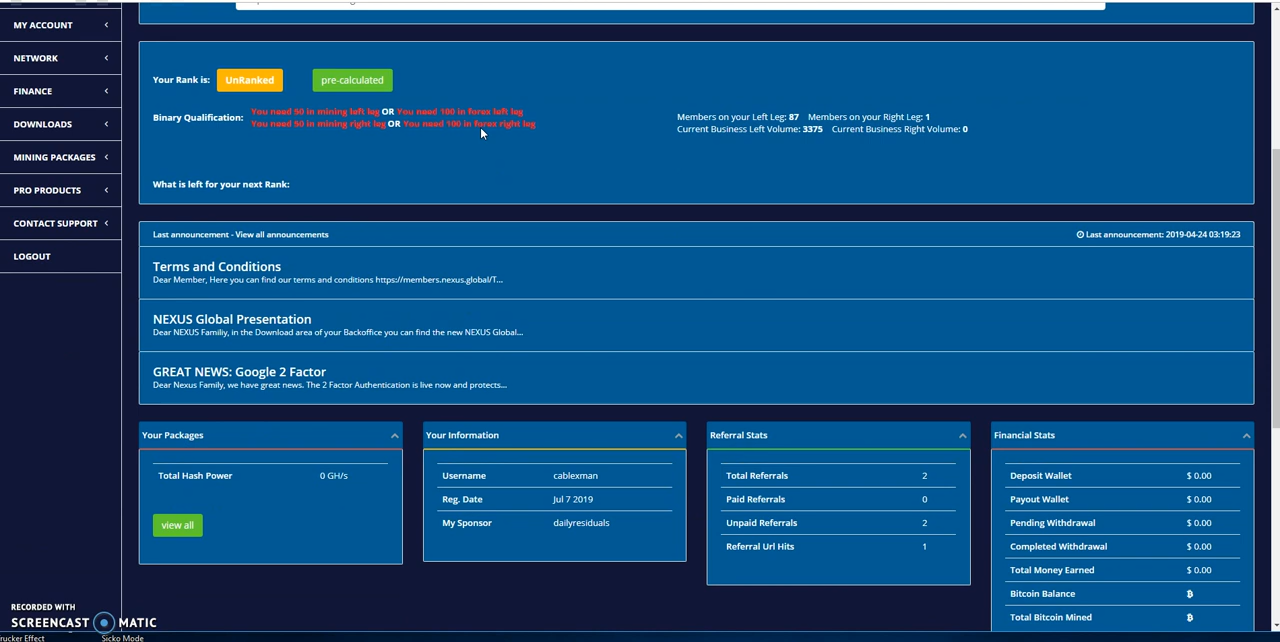 MY ACCOUNT
NETWORK
FINANCE
DOWNLOADS
MINING PACKAGES
PRO PRODUCTS
CONTACT SUPPORT
LOGOUT
Your Rank is: UnRanked pre-calculated
Binary Qualification: You need 50 in mining left leg OR You need 100 in forex left leg
You need 50 in mining right leg OR You need 100 in forex right leg
Members on your Left Leg: 87 Members on your Right Leg: 1
Current Business Left Volume: 3375 Current Business Right Volume: 0
What is left for your next Rank:
Last announcement - View all announcements Last announcement: 2019-04-24 03:19:23
Terms and Conditions
Dear Member, Here you can find our terms and conditions https://members.nexus.global/T...
NEXUS Global Presentation
Dear NEXUS Familiy, in the Download area of your Backoffice you can find the new NEXUS Global...
GREAT NEWS: Google 2 Factor
Dear Nexus Family, we have great news. The 2 Factor Authentication is live now and protects...
Your Packages
Total Hash Power 0 GH/s
view all
Your Information
Username cablexman
Reg. Date Jul 7 2019
My Sponsor dailyresiduals
Referral Stats
Total Referrals 2
Paid Referrals 0
Unpaid Referrals 2
Referral Url Hits 1
Financial Stats
Deposit Wallet $ 0.00
Payout Wallet $ 0.00
Pending Withdrawal $ 0.00
Completed Withdrawal $ 0.00
Total Money Earned $ 0.00
Bitcoin Balance ₿
Total Bitcoin Mined ₿
RECORDED WITH
SCREENCAST MATIC
rucker Effect Sicko Mode